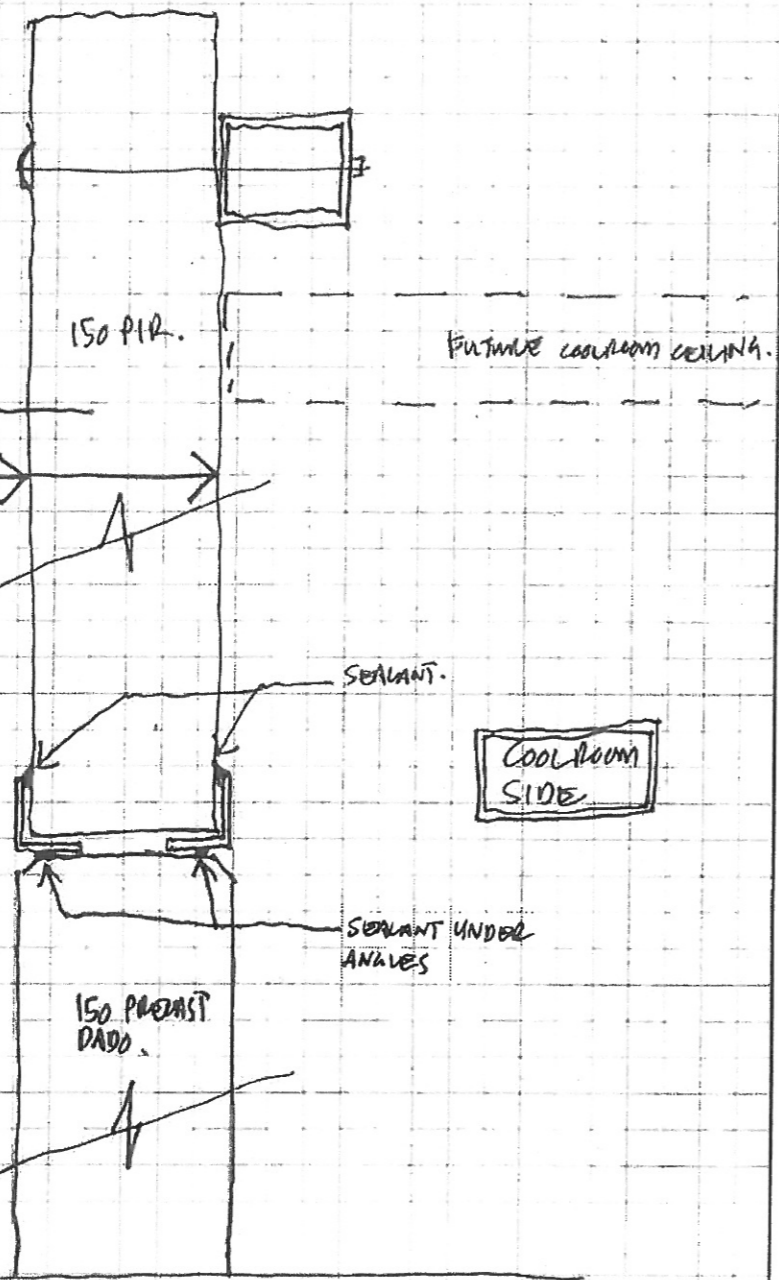 150 PIR.
FUTURE COOLROOM CEILING.
SEALANT.
COOLROOM
SIDE
SEALANT UNDER
ANGLES
150 PRECAST
DADO.